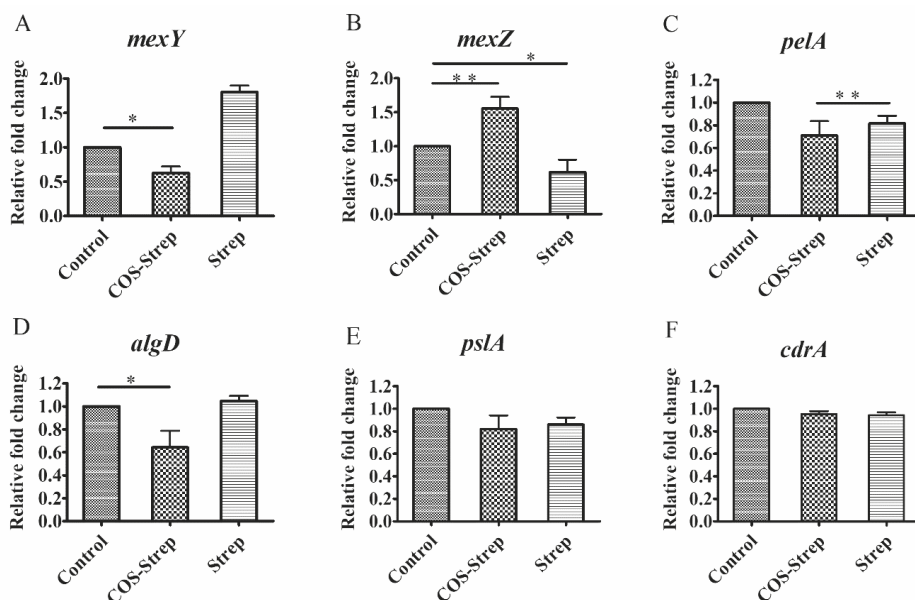 A
mexY
Relative fold change
2.0
1.5
1.0
0.5
0.0
*
Control
COS-Strep
Strep
B
mexZ
Relative fold change
2.0
1.5
1.0
0.5
0.0
*
**
Control
COS-Strep
Strep
C
pelA
Relative fold change
1.2
1.0
0.8
0.6
0.4
0.2
0.0
**
Control
COS-Strep
Strep
D
algD
Relative fold change
1.2
1.0
0.8
0.6
0.4
0.2
0.0
*
Control
COS-Strep
Strep
E
pslA
Relative fold change
1.2
1.0
0.8
0.6
0.4
0.2
0.0
Control
COS-Strep
Strep
F
cdrA
Relative fold change
1.2
1.0
0.8
0.6
0.4
0.2
0.0
Control
COS-Strep
Strep